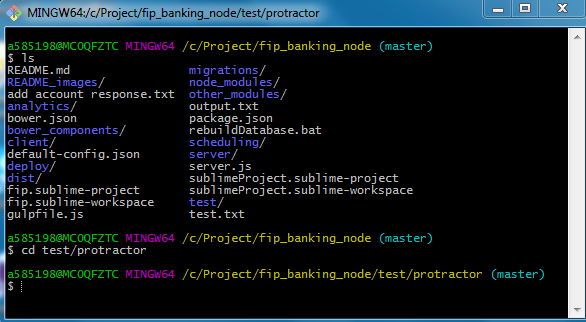 MINGW64:/c/Project/fip_banking_node/test/protractor
a585198@MCOQFZTC MINGW64 /c/Project/fip_banking_node (master)
$ ls
README.md migrations/
README_images/ node_modules/
add account response.txt other_modules/
analytics/ output.txt
bower.json package.json
bower_components/ rebuildDatabase.bat
client/ scheduling/
default-config.json server/
deploy/ server.js
dist/ sublimeProject.sublime-project
fip.sublime-project sublimeProject.sublime-workspace
fip.sublime-workspace test/
gulpfile.js test.txt
a585198@MCOQFZTC MINGW64 /c/Project/fip_banking_node (master)
$ cd test/protractor
a585198@MCOQFZTC MINGW64 /c/Project/fip_banking_node/test/protractor (master)
$